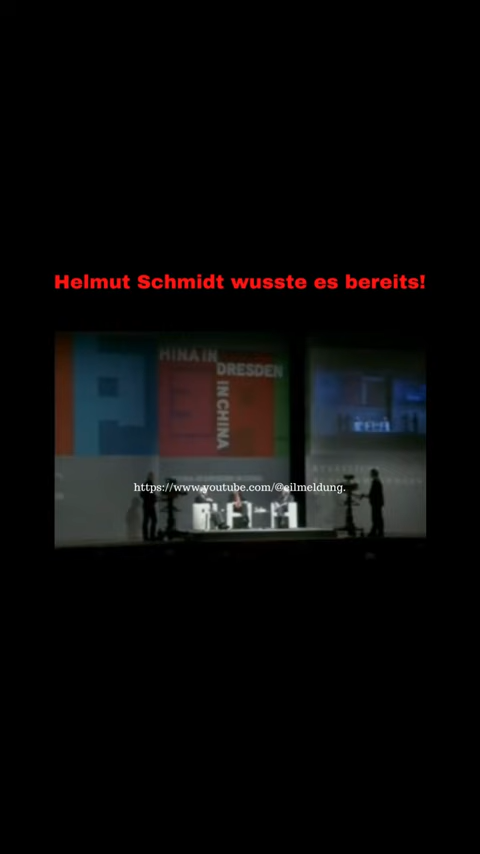 Helmut Schmidt wusste es bereits!
HINA IN
DRESDEN
IN CHINA
https://www.youtube.com/@eilmeldung.